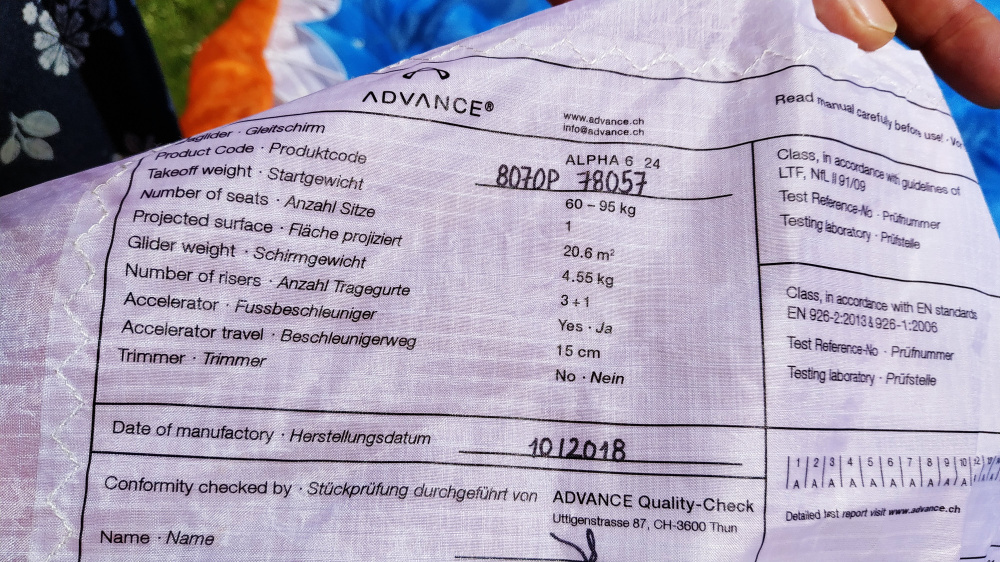 ADVANCE®
www.advance.ch
info@advance.ch
Gleitschirm
ALPHA 6 24
Product Code · Produktcode
8070P 78057
Takeoff weight · Startgewicht
60 – 95 kg
Number of seats · Anzahl Sitze
1
Projected surface · Fläche projiziert
20.6 m²
Glider weight · Schirmgewicht
4.55 kg
Number of risers · Anzahl Tragegurte
3 + 1
Accelerator · Fussbeschleuniger
Yes · Ja
Accelerator travel · Beschleunigerweg
15 cm
Trimmer · Trimmer
No · Nein
Date of manufactory · Herstellungsdatum
10/2018
Conformity checked by · Stückprüfung durchgeführt von
ADVANCE Quality-Check
Uttigenstrasse 87, CH-3600 Thun
Name · Name
Read manual carefully before use! ·
Class, in accordance with guidelines of
LTF, NfL II 91/09
Test Reference-No · Prüfnummer
Testing laboratory · Prüfstelle
Class, in accordance with EN standards
EN 926-2:2013 & 926-1:2006
Test Reference-No · Prüfnummer
Testing laboratory · Prüfstelle
1 2 3 4 5 6 7 8 9 10
A A A A A A A A A A
Detailed test report visit www.advance.ch